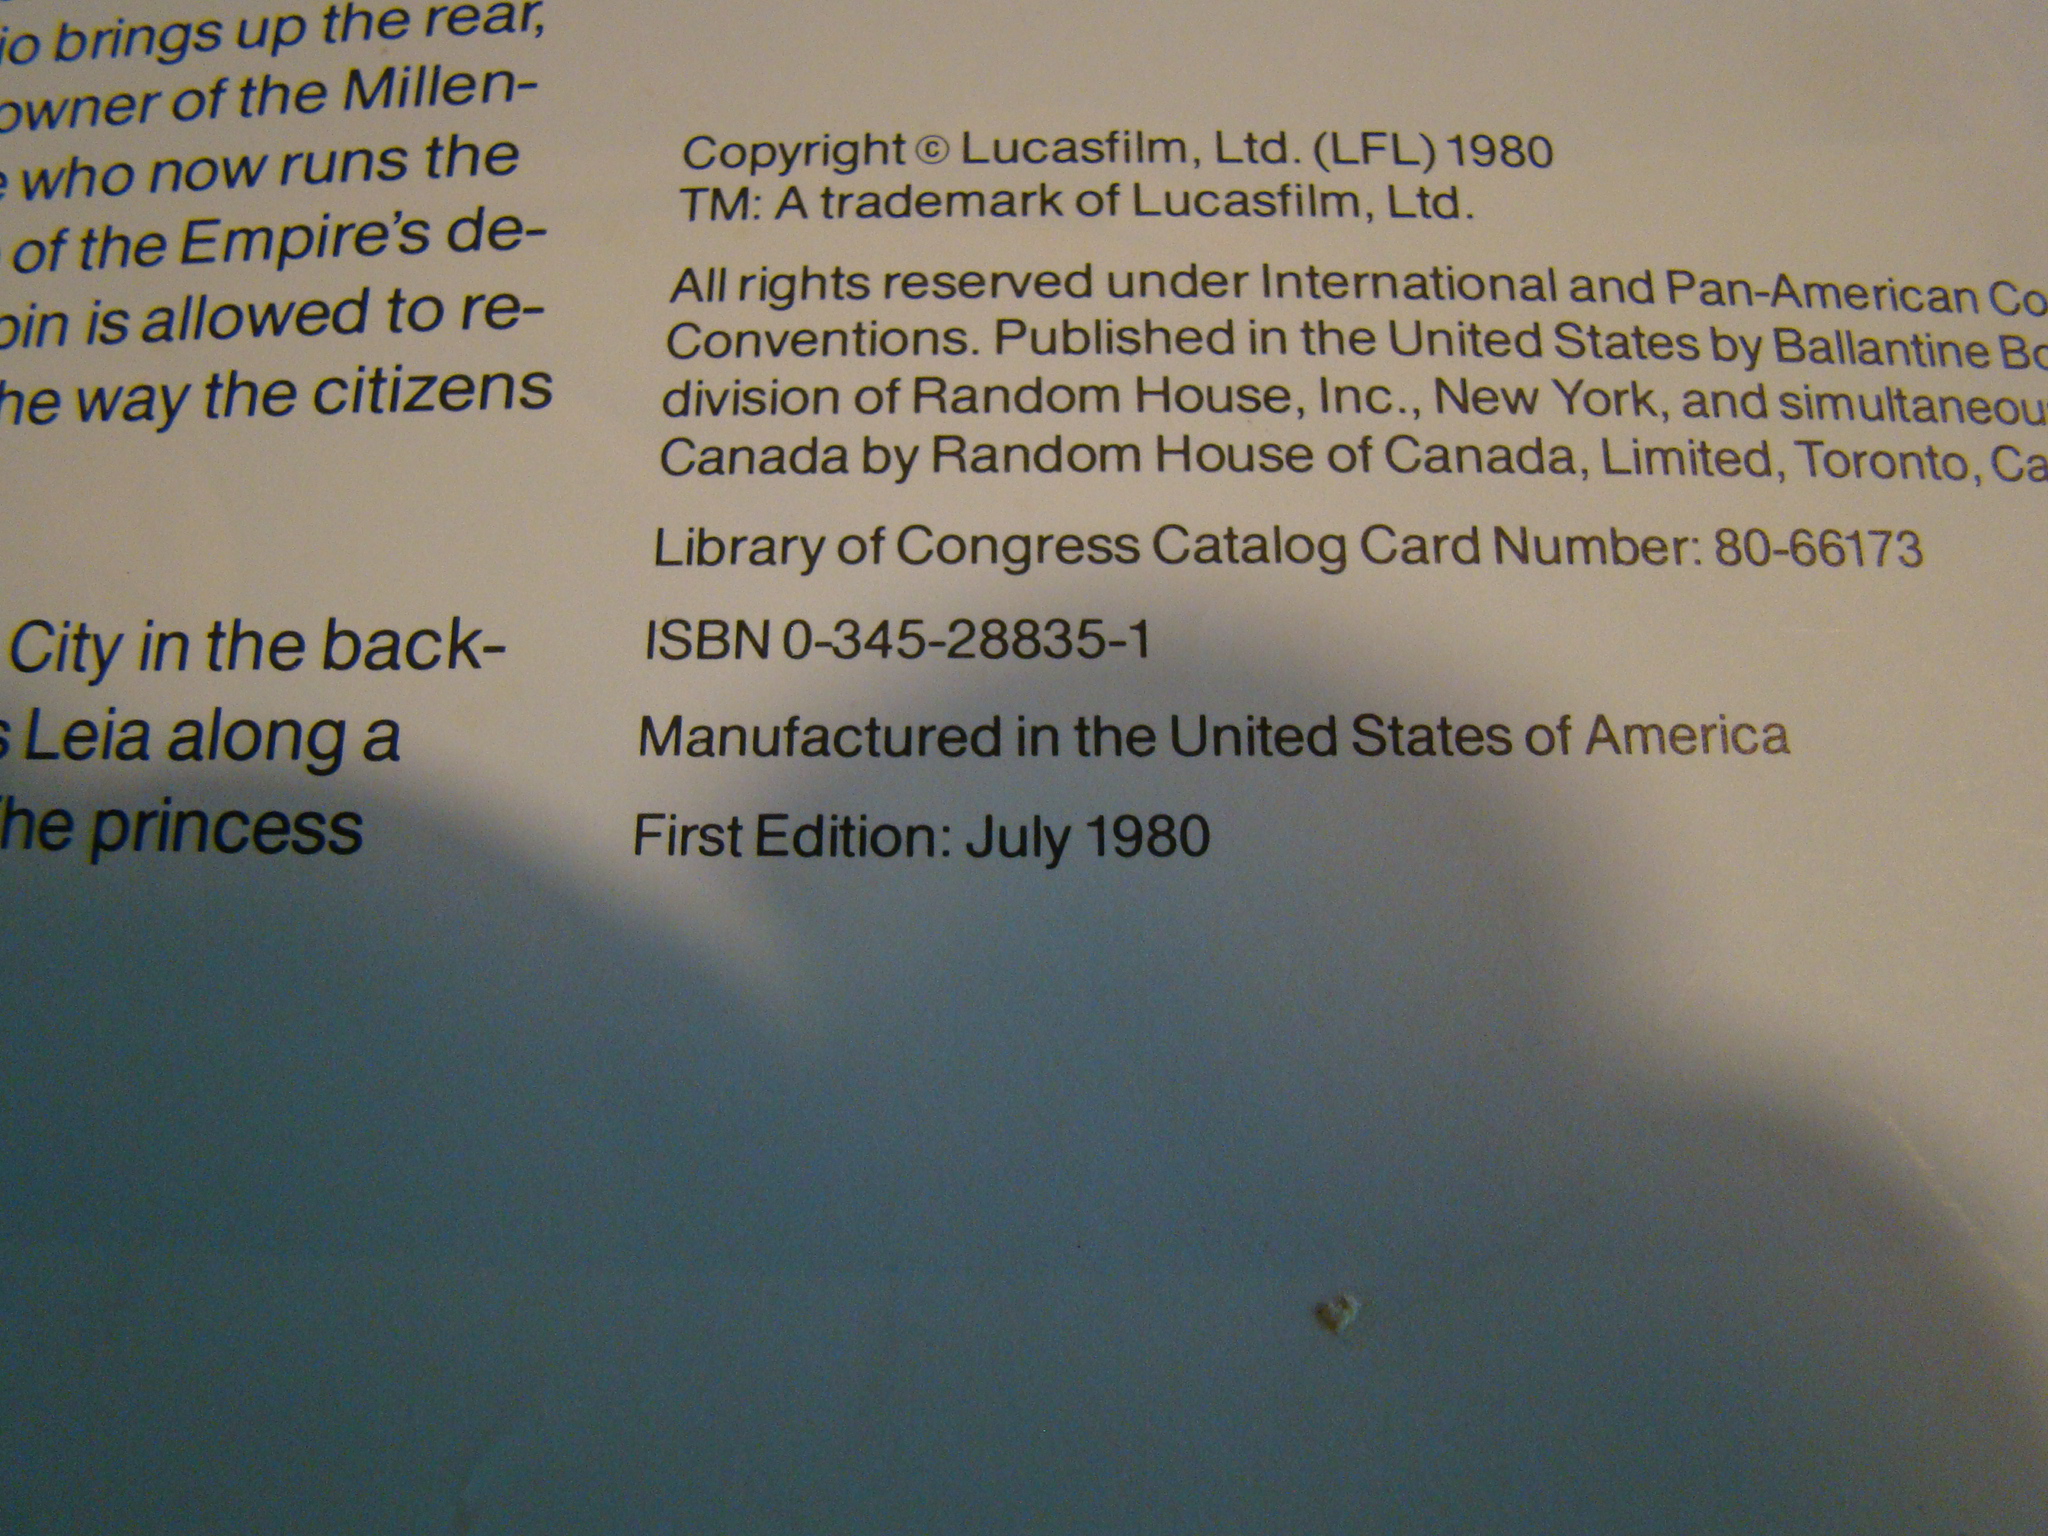 io brings up the rear,
owner of the Millen-
who now runs the
of the Empire's de-
is allowed to re-
he way the citizens
City in the back-
s Leia along a
he princess
Copyright © Lucasfilm, Ltd. (LFL) 1980
TM: A trademark of Lucasfilm, Ltd.
All rights reserved under International and Pan-American Co
Conventions. Published in the United States by Ballantine Bo
division of Random House, Inc., New York, and simultaneou
Canada by Random House of Canada, Limited, Toronto, Ca
Library of Congress Catalog Card Number: 80-66173
ISBN 0-345-28835-1
Manufactured in the United States of America
First Edition: July 1980